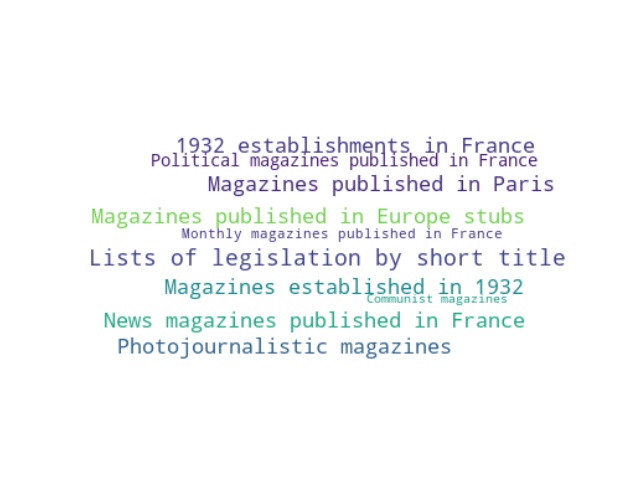 1932 establishments in France
Political magazines published in France
Magazines published in Paris
Magazines published in Europe stubs
Monthly magazines published in France
Lists of legislation by short title
Magazines established in 1932
Communist magazines
News magazines published in France
Photojournalistic magazines